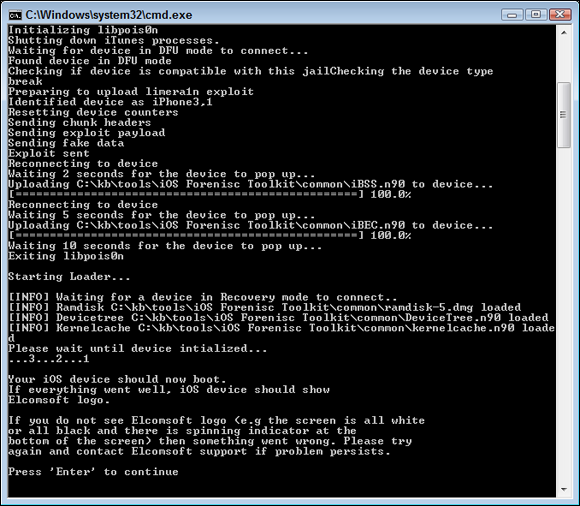 C:\Windows\system32\cmd.exe
Initializing libpois0n
Shutting down iTunes processes.
Waiting for device in DFU mode to connect...
Found device in DFU mode
Checking if device is compatible with this jailChecking the device type
break
Preparing to upload limera1n exploit
Identified device as iPhone3,1
Resetting device counters
Sending chunk headers
Sending exploit payload
Sending fake data
Exploit sent
Reconnecting to device
Waiting 2 seconds for the device to pop up...
Uploading C:\kb\tools\iOS Forenisc Toolkit\common\iBSS.n90 to device...
[==================================================] 100.0%
Reconnecting to device
Waiting 5 seconds for the device to pop up...
Uploading C:\kb\tools\iOS Forenisc Toolkit\common\iBEC.n90 to device...
[==================================================] 100.0%
Waiting 10 seconds for the device to pop up...
Exiting libpois0n
Starting Loader...
[INFO] Waiting for a device in Recovery mode to connect..
[INFO] Ramdisk C:\kb\tools\iOS Forenisc Toolkit\common\ramdisk-5.dmg loaded
[INFO] Devicetree C:\kb\tools\iOS Forenisc Toolkit\common\DeviceTree.n90 loaded
[INFO] Kernelcache C:\kb\tools\iOS Forenisc Toolkit\common\kernelcache.n90 loade
d
Please wait until device intialized...
...3...2...1
Your iOS device should now boot.
If everything went well, iOS device should show
Elcomsoft logo.
If you do not see Elcomsoft logo (e.g the screen is all white
or all black and there is spinning indicator at the
bottom of the screen) then something went wrong. Please try
again and contact Elcomsoft support if problem persists.
Press 'Enter' to continue